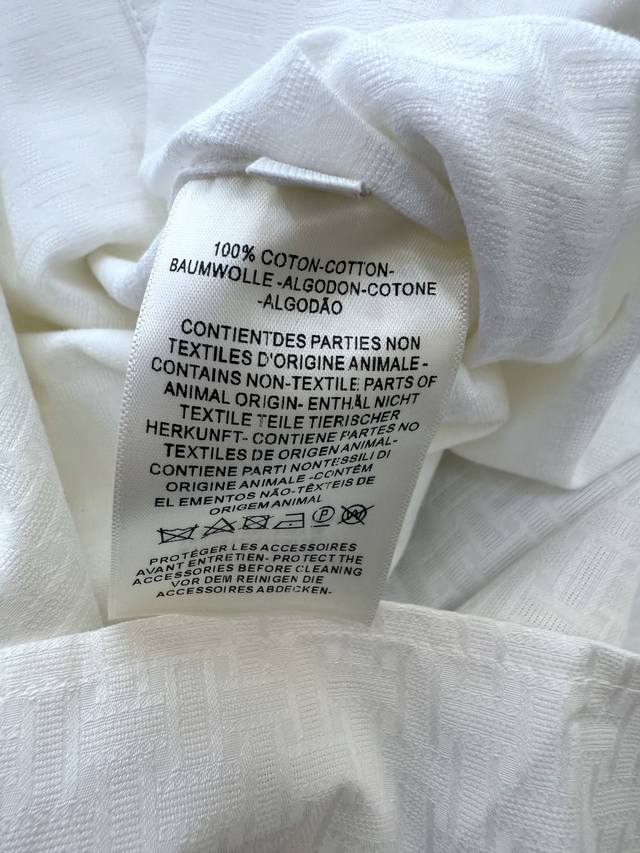 100% COTON-COTTON-
BAUMWOLLE -ALGODON-COTONE
-ALGODÃO
CONTIENTDES PARTIES NON
TEXTILES D'ORIGINE ANIMALE -
CONTAINS NON-TEXTILE PARTS OF
ANIMAL ORIGIN- ENTHÄL NICHT
TEXTILE TEILE TIERISCHER
HERKUNFT- CONTIENE PARTES NO
TEXTILES DE ORIGEN ANIMAL-
CONTIENE PARTI NONTESSILI DI
ORIGINE ANIMALE -CONTÉM
EL EMENTOS NÃO-TÊXTEIS DE
ORIGEM ANIMAL
P W
PROTÉGER LES ACCESSOIRES
AVANT ENTRETIEN- PROTECT THE
ACCESSORIES BEFORE CLEANING
VOR DEM REINIGEN DIE
ACCESSOIRES ABDECKEN-